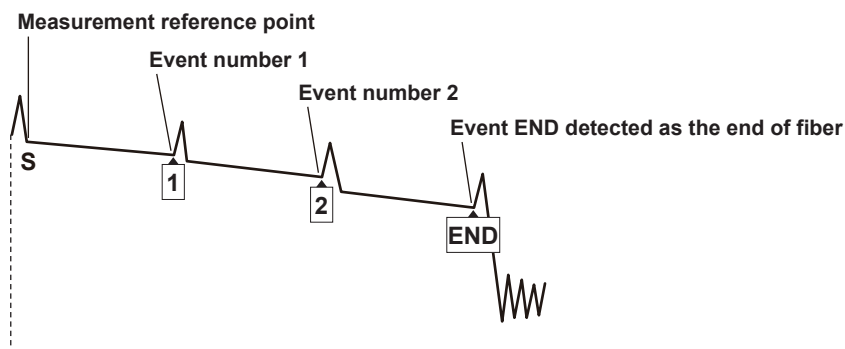 Measurement reference point
Event number 1
Event number 2
Event END detected as the end of fiber
S
1
2
END